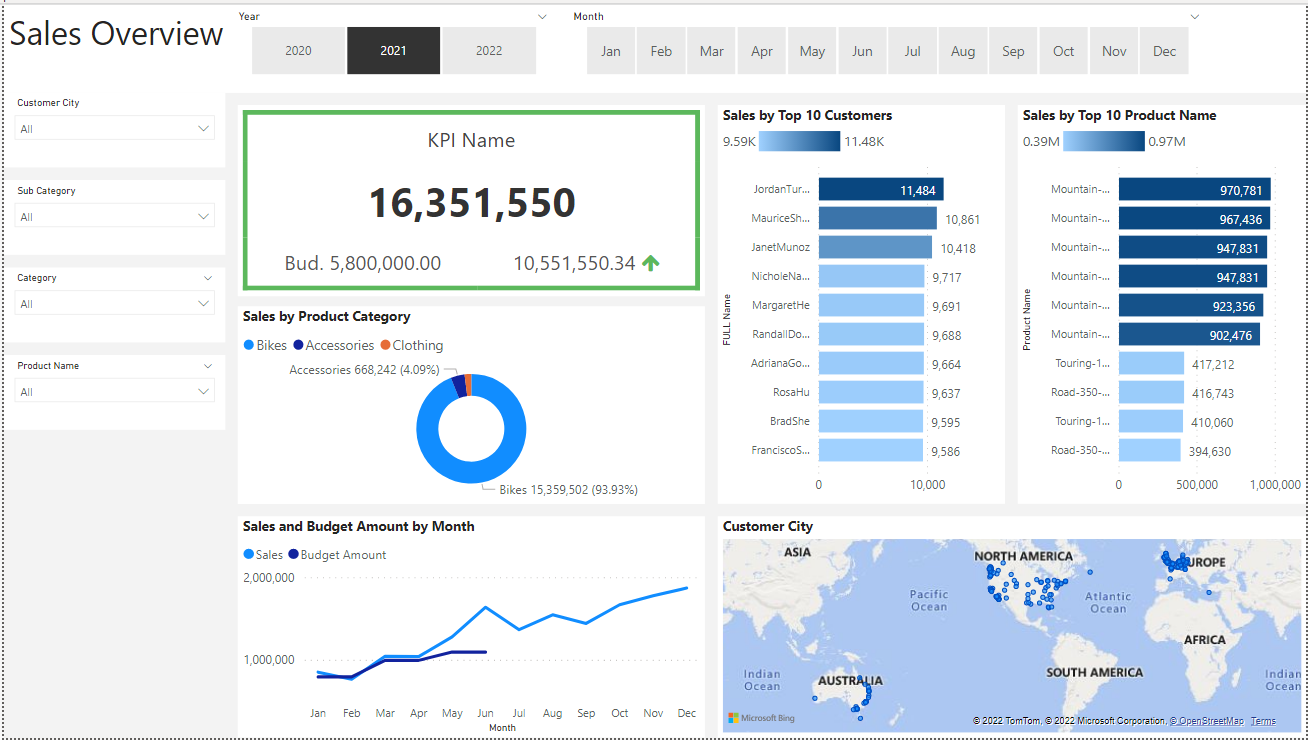 Sales Overview
Year
2020 2021 2022
Month
Jan Feb Mar Apr May Jun Jul Aug Sep Oct Nov Dec
Customer City
All
Sub Category
All
Category
All
Product Name
All
KPI Name
16,351,550
Bud. 5,800,000.00 10,551,550.34
Sales by Product Category
Bikes Accessories Clothing
Accessories 668,242 (4.09%)
Bikes 15,359,502 (93.93%)
Sales by Top 10 Customers
9.59K 11.48K
FULL Name
JordanTur... 11,484
MauriceSh... 10,861
JanetMunoz 10,418
NicholeNa... 9,717
MargaretHe 9,691
RandallDo... 9,688
AdrianaGo... 9,664
RosaHu 9,637
BradShe 9,595
FranciscoS... 9,586
0 10,000
Sales by Top 10 Product Name
0.39M 0.97M
Product Name
Mountain-... 970,781
Mountain-... 967,436
Mountain-... 947,831
Mountain-... 947,831
Mountain-... 923,356
Mountain-... 902,476
Touring-1... 417,212
Road-350-... 416,743
Touring-1... 410,060
Road-350-... 394,630
0 500,000 1,000,000
Sales and Budget Amount by Month
Sales Budget Amount
2,000,000
1,000,000
Jan Feb Mar Apr May Jun Jul Aug Sep Oct Nov Dec
Month
Customer City
ASIA
NORTH AMERICA
EUROPE
Pacific
Ocean
Atlantic
Ocean
AFRICA
SOUTH AMERICA
Indian
Ocean
AUSTRALIA
Indian
Ocean
Microsoft Bing
© 2022 TomTom, © 2022 Microsoft Corporation, © OpenStreetMap Terms